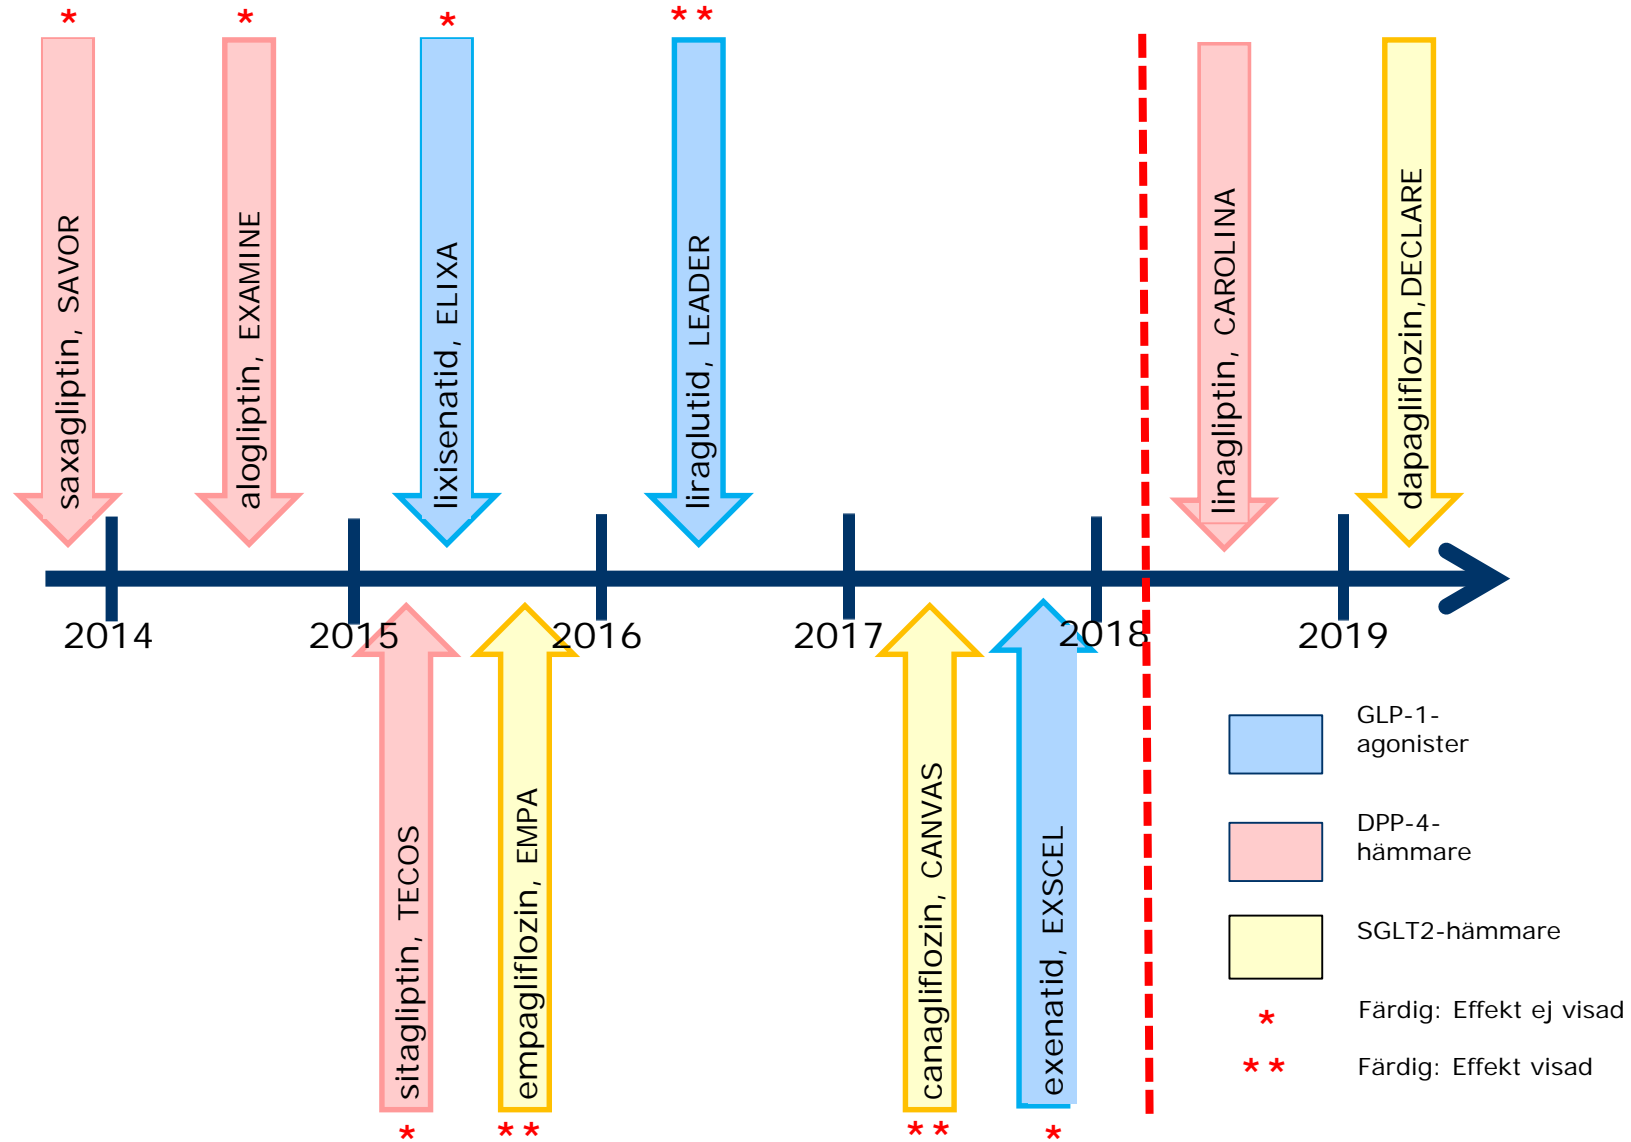 *
*
*
**
saxagliptin, SAVOR
alogliptin, EXAMINE
lixisenatid, ELIXA
liraglutid, LEADER
linagliptin, CAROLINA
dapagliflozin,DECLARE
2014
2015
2016
2017
2018
2019
sitagliptin, TECOS
empagliflozin, EMPA
canagliflozin, CANVAS
exenatid, EXSCEL
*
**
**
*
GLP-1-
agonister
DPP-4-
hämmare
SGLT2-hämmare
* Färdig: Effekt ej visad
** Färdig: Effekt visad